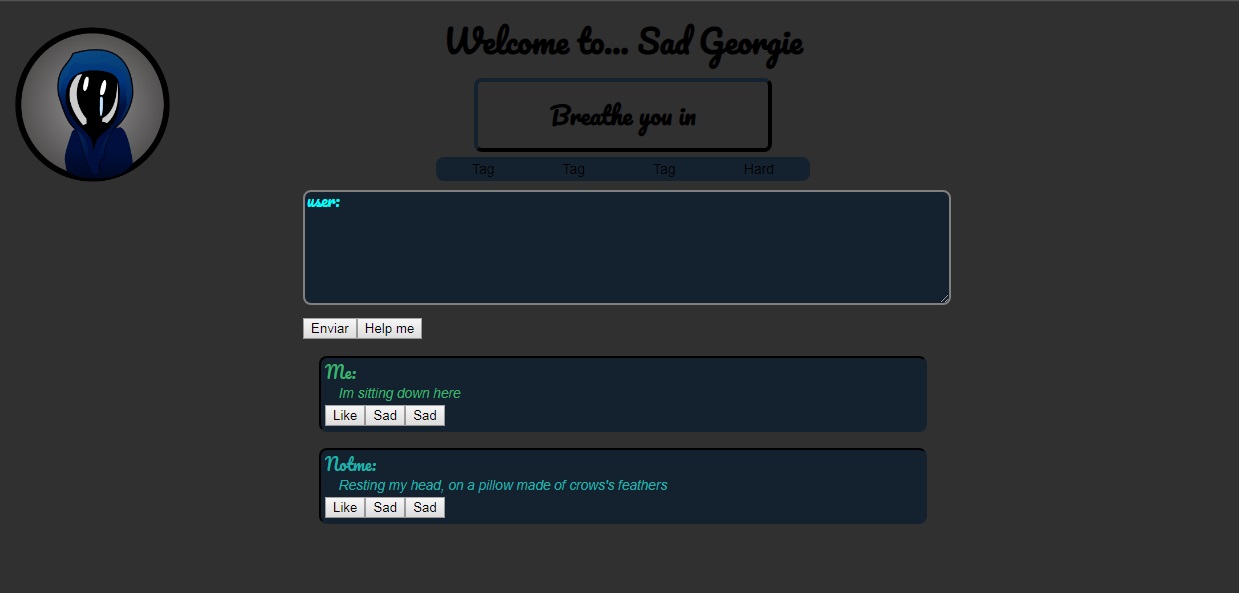 Welcome to... Sad Georgie
Breathe you in
Tag Tag Tag Hard
user:
Enviar Help me
Me:
Im sitting down here
Like Sad Sad
Notme:
Resting my head, on a pillow made of crows's feathers
Like Sad Sad